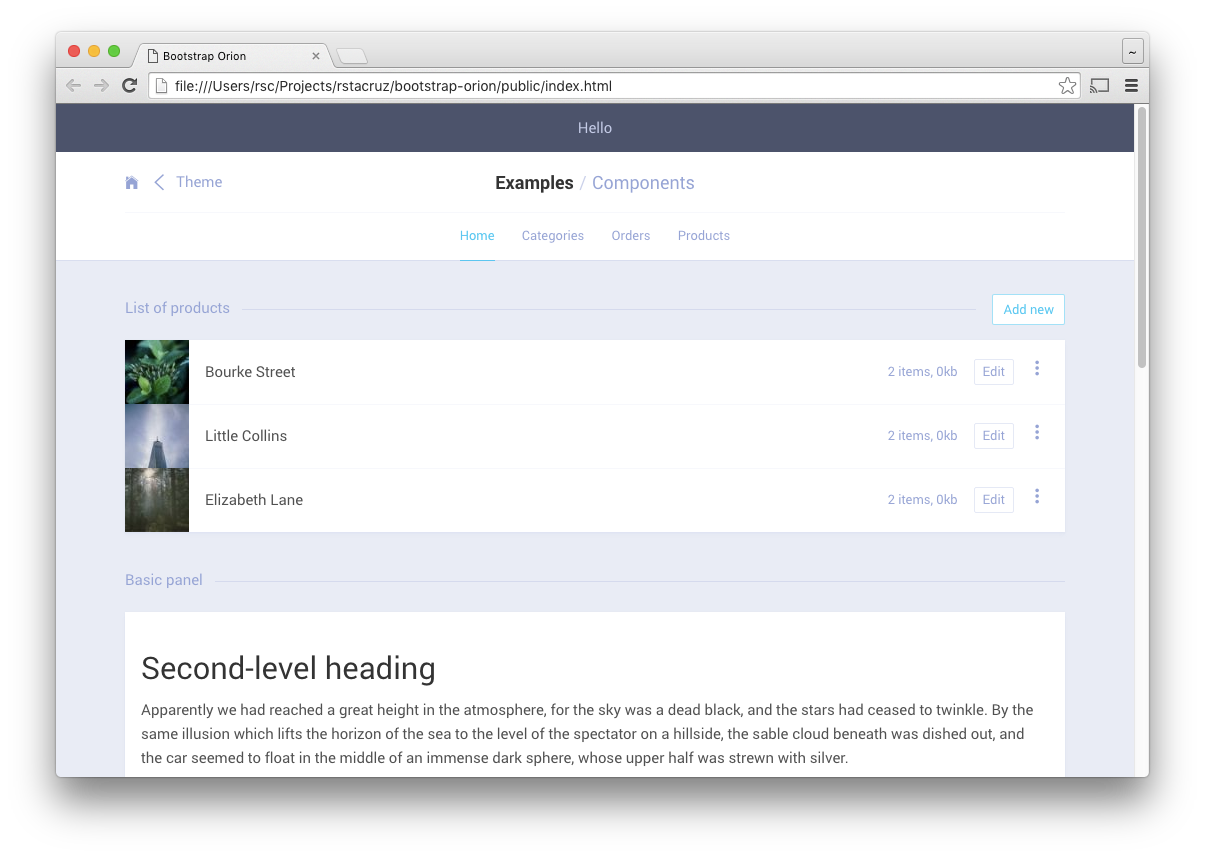 Bootstrap Orion
~
file:///Users/rsc/Projects/rstacruz/bootstrap-orion/public/index.html
Hello
Theme
Examples / Components
Home Categories Orders Products
List of products
Add new
Bourke Street 2 items, 0kb Edit
Little Collins 2 items, 0kb Edit
Elizabeth Lane 2 items, 0kb Edit
Basic panel
Second-level heading
Apparently we had reached a great height in the atmosphere, for the sky was a dead black, and the stars had ceased to twinkle. By the
same illusion which lifts the horizon of the sea to the level of the spectator on a hillside, the sable cloud beneath was dished out, and
the car seemed to float in the middle of an immense dark sphere, whose upper half was strewn with silver.